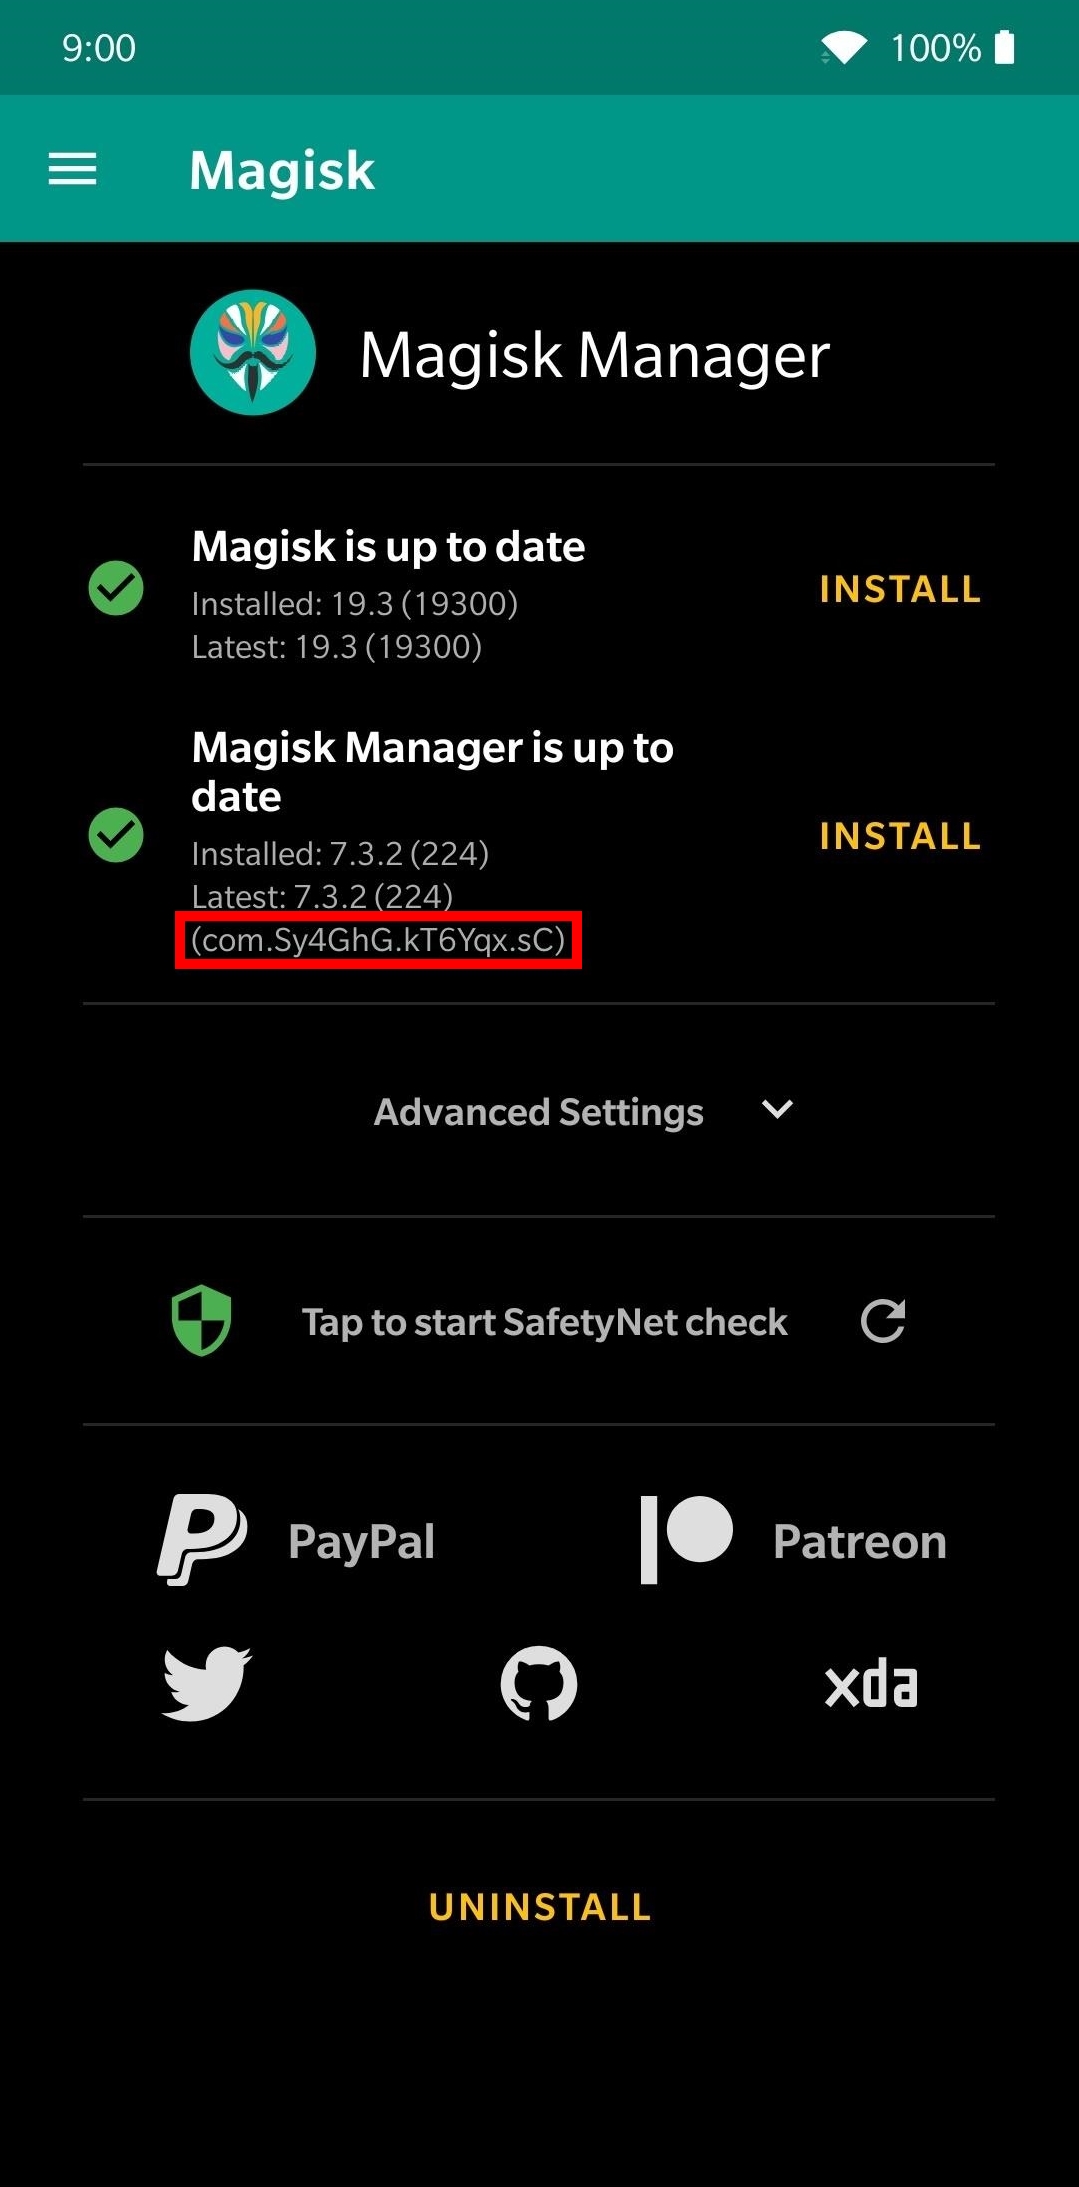 9:00 100%
Magisk
Magisk Manager
Magisk is up to date
Installed: 19.3 (19300)
Latest: 19.3 (19300)
INSTALL
Magisk Manager is up to
date
Installed: 7.3.2 (224)
Latest: 7.3.2 (224)
(com.Sy4GhG.kT6Yqx.sC)
INSTALL
Advanced Settings
Tap to start SafetyNet check
PayPal Patreon
xda
UNINSTALL